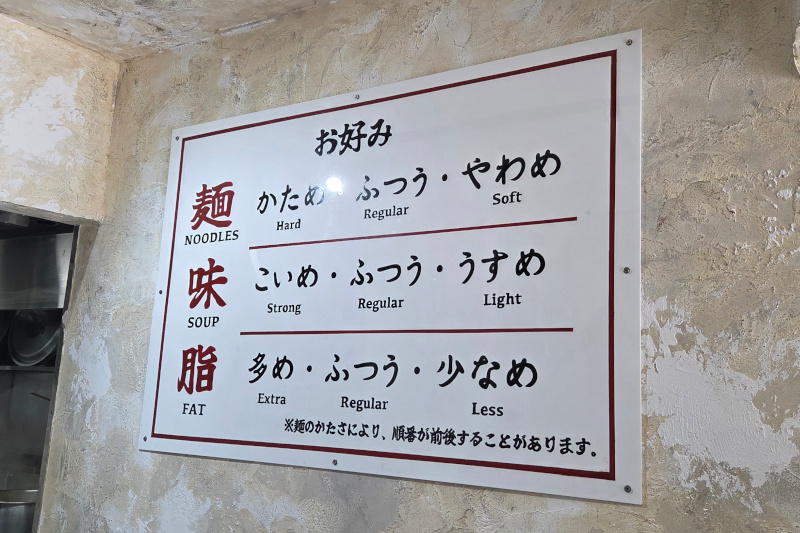 お好み
麺 かため・ふつう・やわめ
NOODLES Hard Regular Soft
味 こいめ・ふつう・うすめ
SOUP Strong Regular Light
脂 多め・ふつう・少なめ
FAT Extra Regular Less
※麺のかたさにより、順番が前後することがあります。